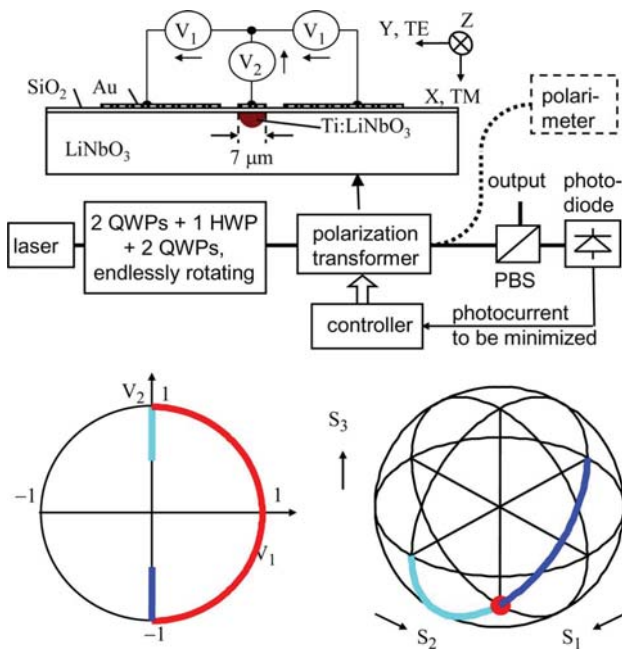 V1
V1
V2
Y, TE
Z
X, TM
SiO2
Au
Ti:LiNbO3
LiNbO3
7 μm
polari-
meter
laser
2 QWPs + 1 HWP
+ 2 QWPs,
endlessly rotating
polarization
transformer
output
PBS
photo-
diode
controller
photocurrent
to be minimized
V2
1
−1
1
V1
−1
S3
S2
S1